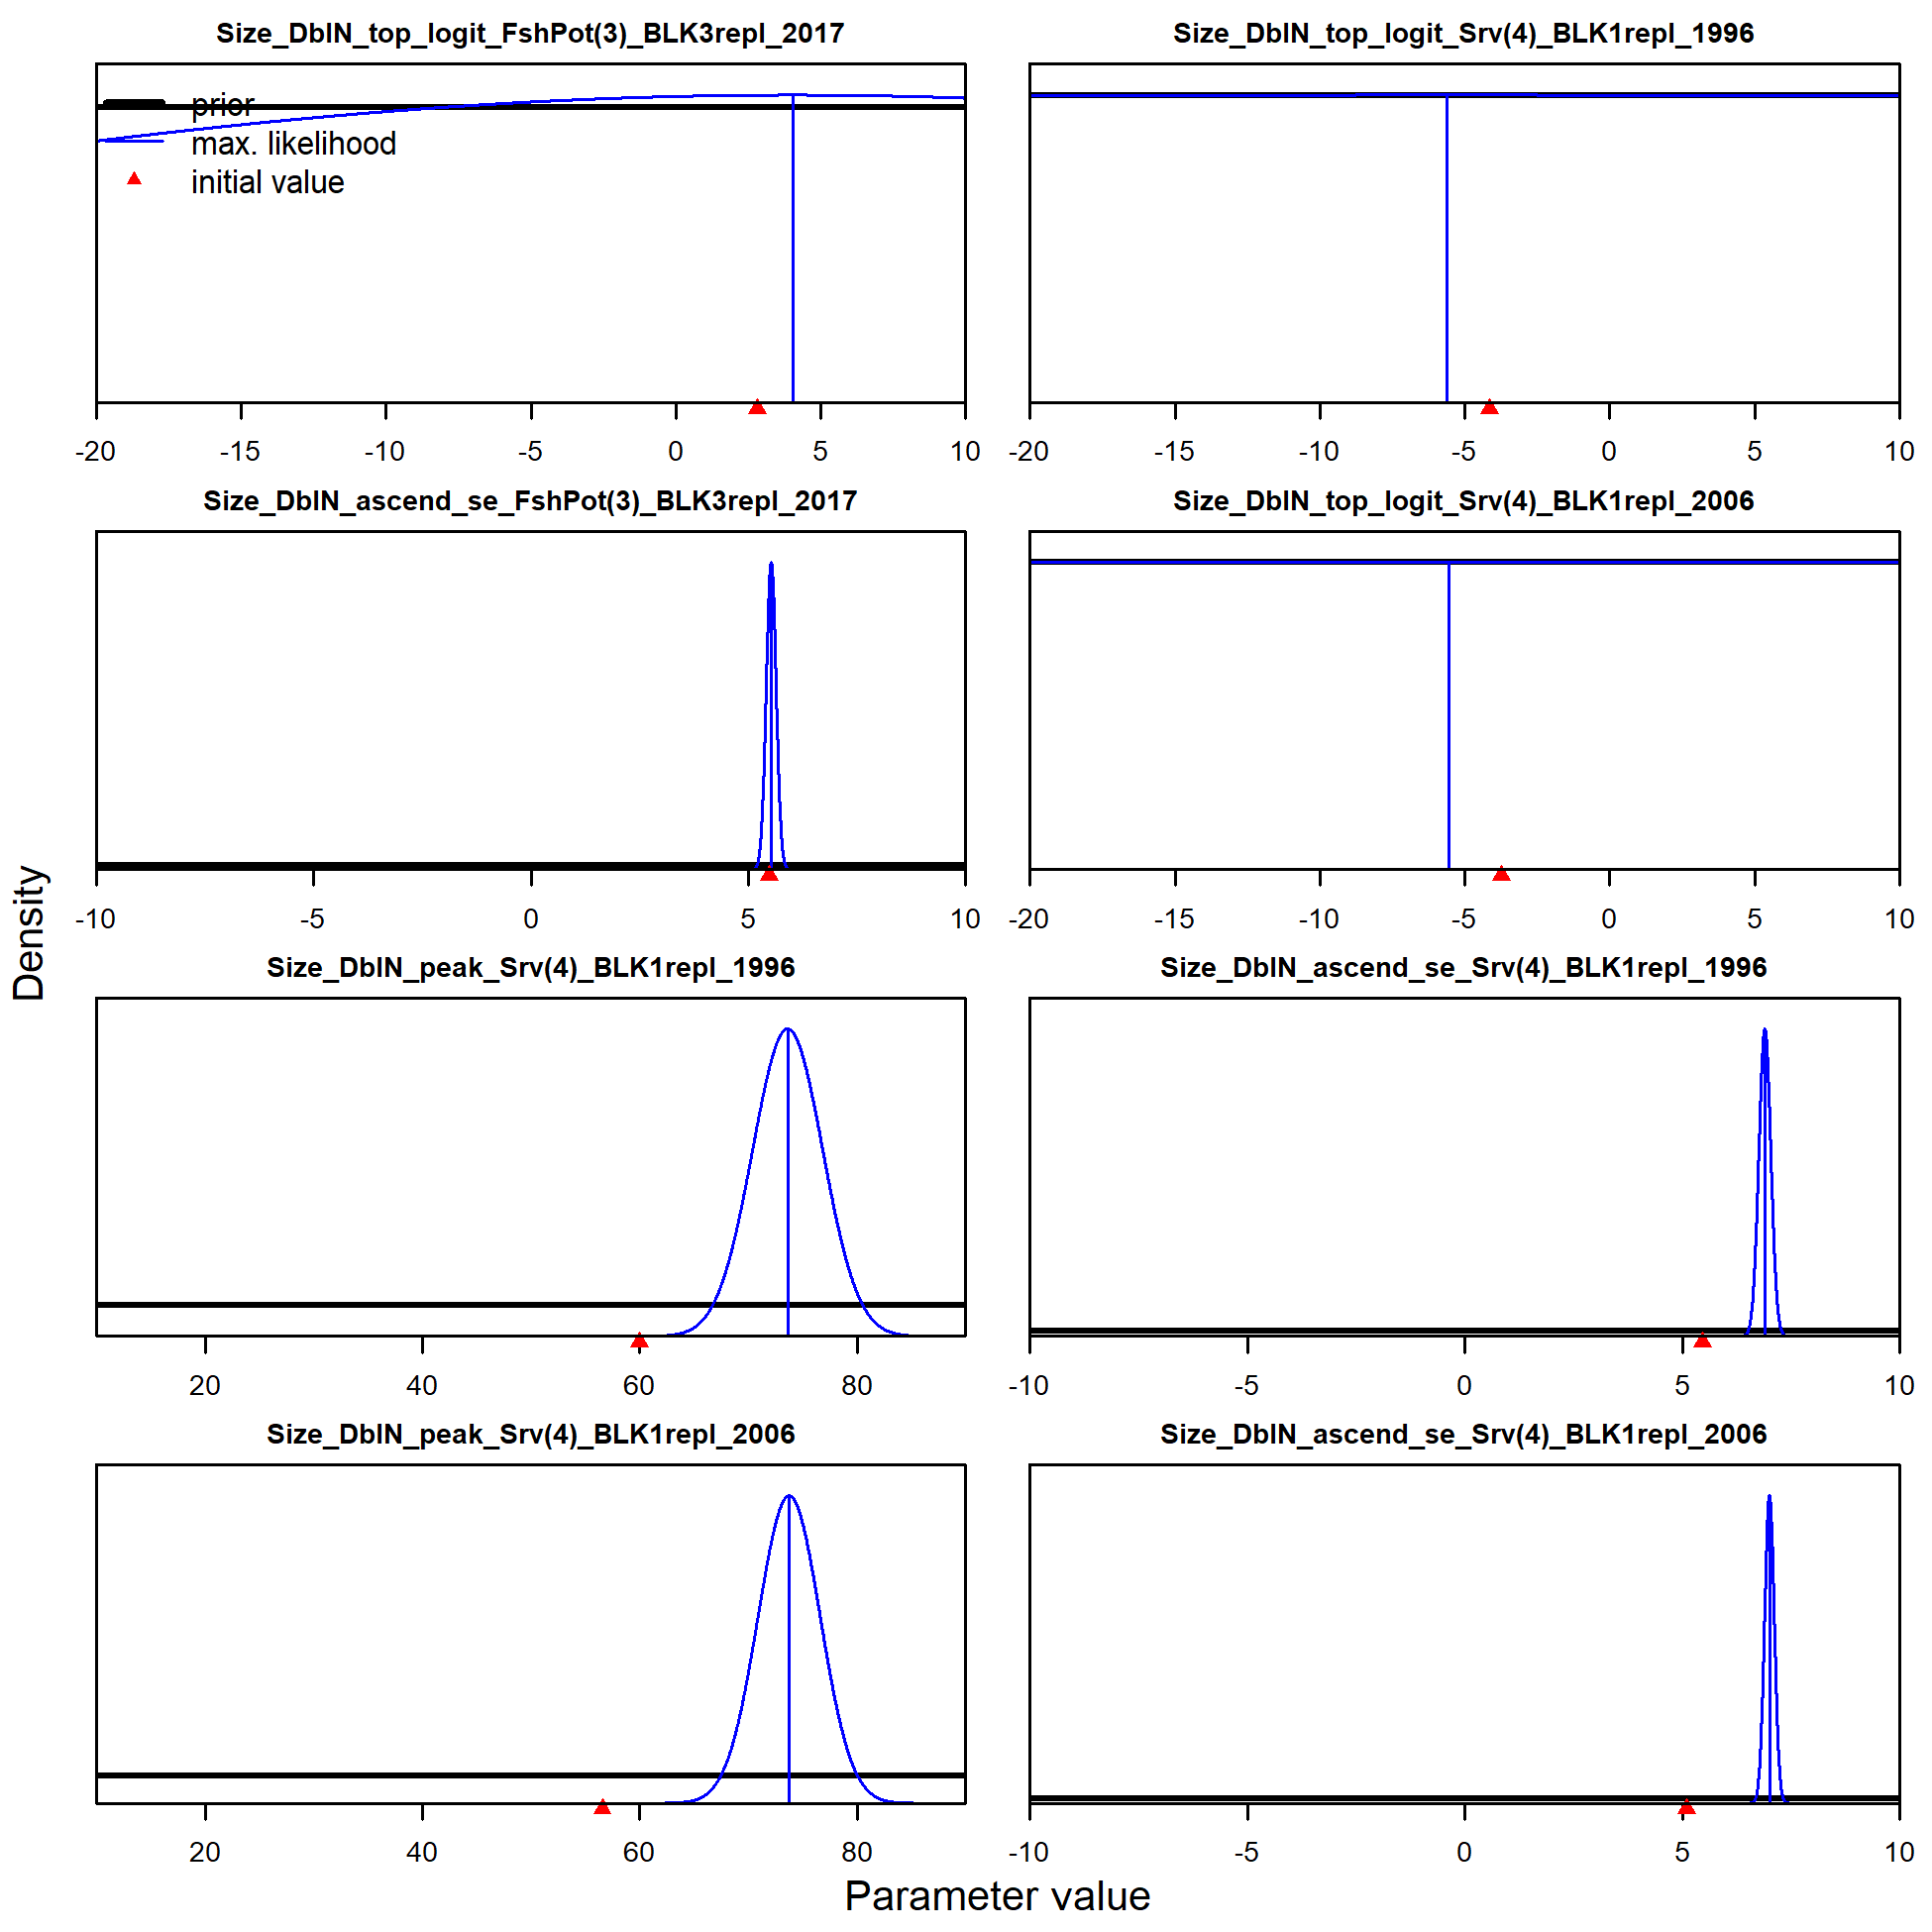 Size_DblN_top_logit_FshPot(3)_BLK3repl_2017
prior
max. likelihood
initial value
-20 -15 -10 -5 0 5 10
Size_DblN_top_logit_Srv(4)_BLK1repl_1996
-20 -15 -10 -5 0 5 10
Size_DblN_ascend_se_FshPot(3)_BLK3repl_2017
-10 -5 0 5 10
Size_DblN_top_logit_Srv(4)_BLK1repl_2006
-20 -15 -10 -5 0 5 10
Size_DblN_peak_Srv(4)_BLK1repl_1996
20 40 60 80
Size_DblN_ascend_se_Srv(4)_BLK1repl_1996
-10 -5 0 5 10
Size_DblN_peak_Srv(4)_BLK1repl_2006
20 40 60 80
Size_DblN_ascend_se_Srv(4)_BLK1repl_2006
-10 -5 0 5 10
Density
Parameter value